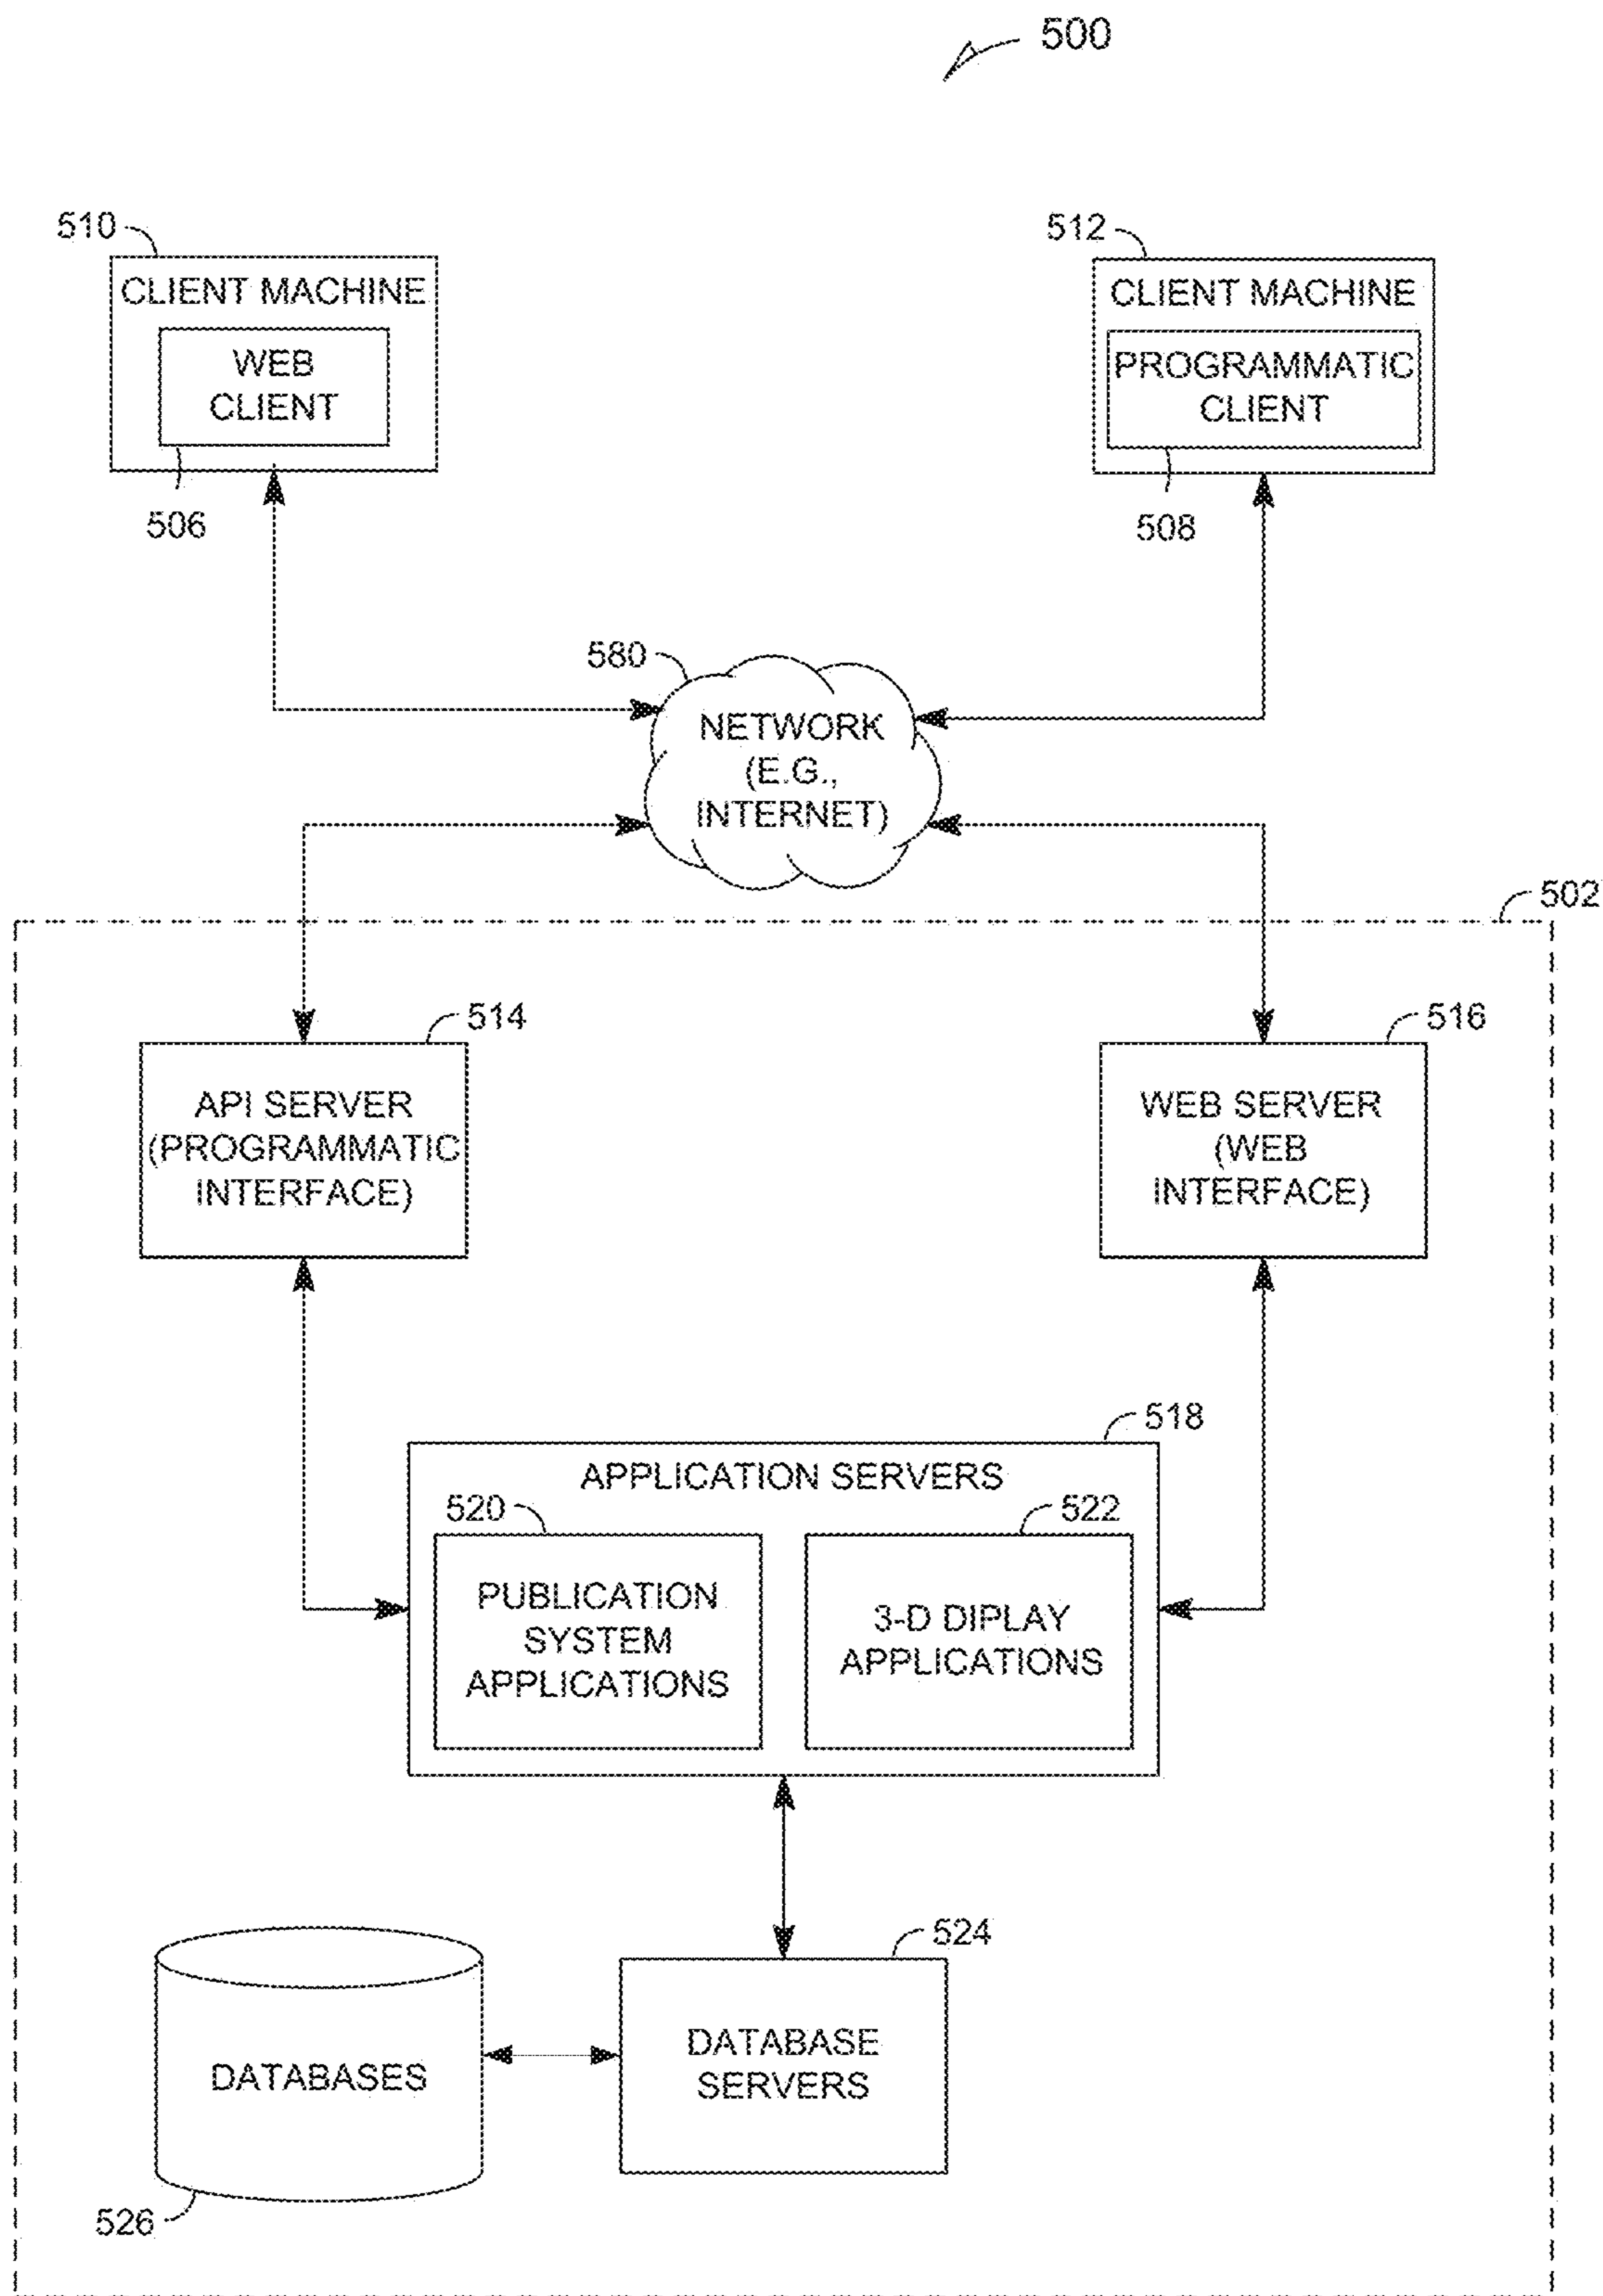 500
510
CLIENT MACHINE
WEB
CLIENT
506
512
CLIENT MACHINE
PROGRAMMATIC
CLIENT
508
580
NETWORK
(E.G.,
INTERNET)
502
514
API SERVER
(PROGRAMMATIC
INTERFACE)
516
WEB SERVER
(WEB
INTERFACE)
518
APPLICATION SERVERS
520
PUBLICATION
SYSTEM
APPLICATIONS
522
3-D DIPLAY
APPLICATIONS
524
DATABASE
SERVERS
DATABASES
526